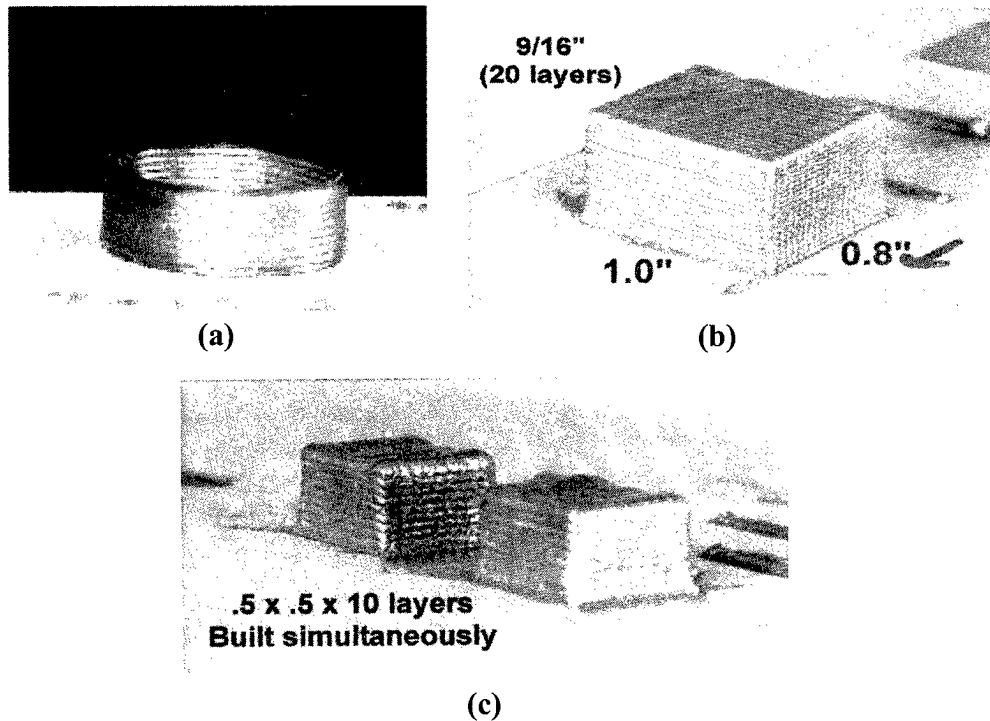 9/16"
(20 layers)
1.0"
0.8"
(a)
(b)
.5 x .5 x 10 layers
Built simultaneously
(c)